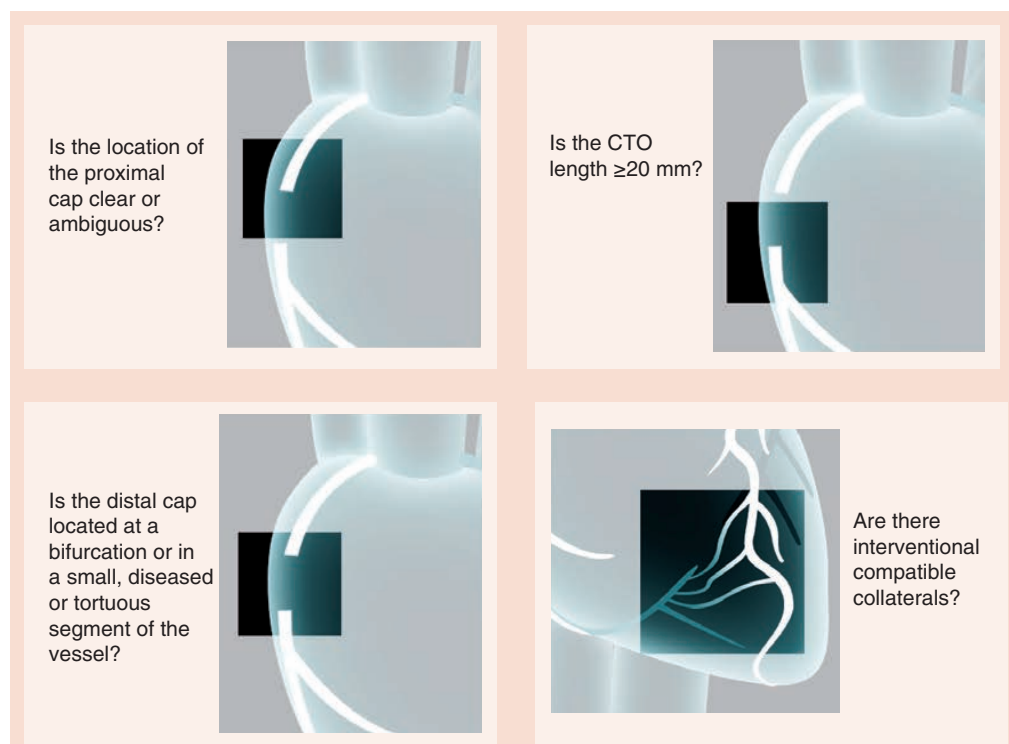 Is the location of
the proximal
cap clear or
ambiguous?
Is the CTO
length ≥20 mm?
Is the distal cap
located at a
bifurcation or in
a small, diseased
or tortuous
segment of the
vessel?
Are there
interventional
compatible
collaterals?